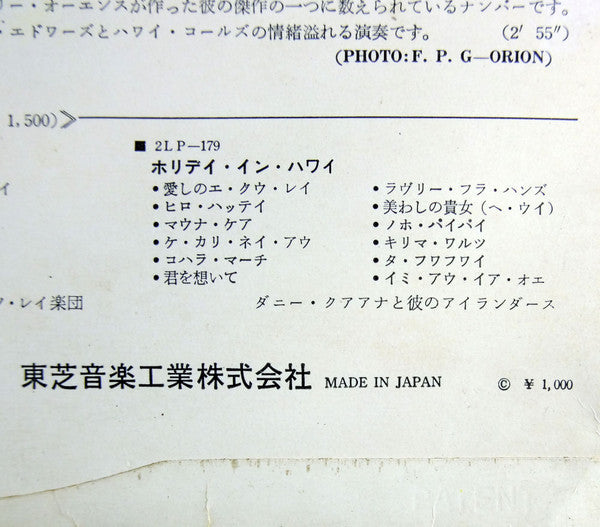 リー・オーエンスが作った彼の傑作の一つに数えられているナンバーです。
・エドワーズとハワイ・コールズの情緒溢れる演奏です。 (2′ 55″)
(PHOTO: F. P. G—ORION)
1,500)》
■ 2LP—179
ホリデイ・イン・ハワイ
•愛しのエ・クウ・レイ
•ヒロ・ハッテイ
•マウナ・ケア
•ケ・カリ・ネイ・アウ
•コハラ・マーチ
•君を想いて
•ラヴリー・フラ・ハンズ
•美わしの貴女(ヘ・ウイ)
•ノホ・パイパイ
•キリマ・ワルツ
•タ・フワフワイ
•イミ・アウ・イア・オエ
ダニー・クアアナと彼のアイランダース
イ
・レイ楽団
東芝音楽工業株式会社 MADE IN JAPAN © ¥ 1,000
PATENT